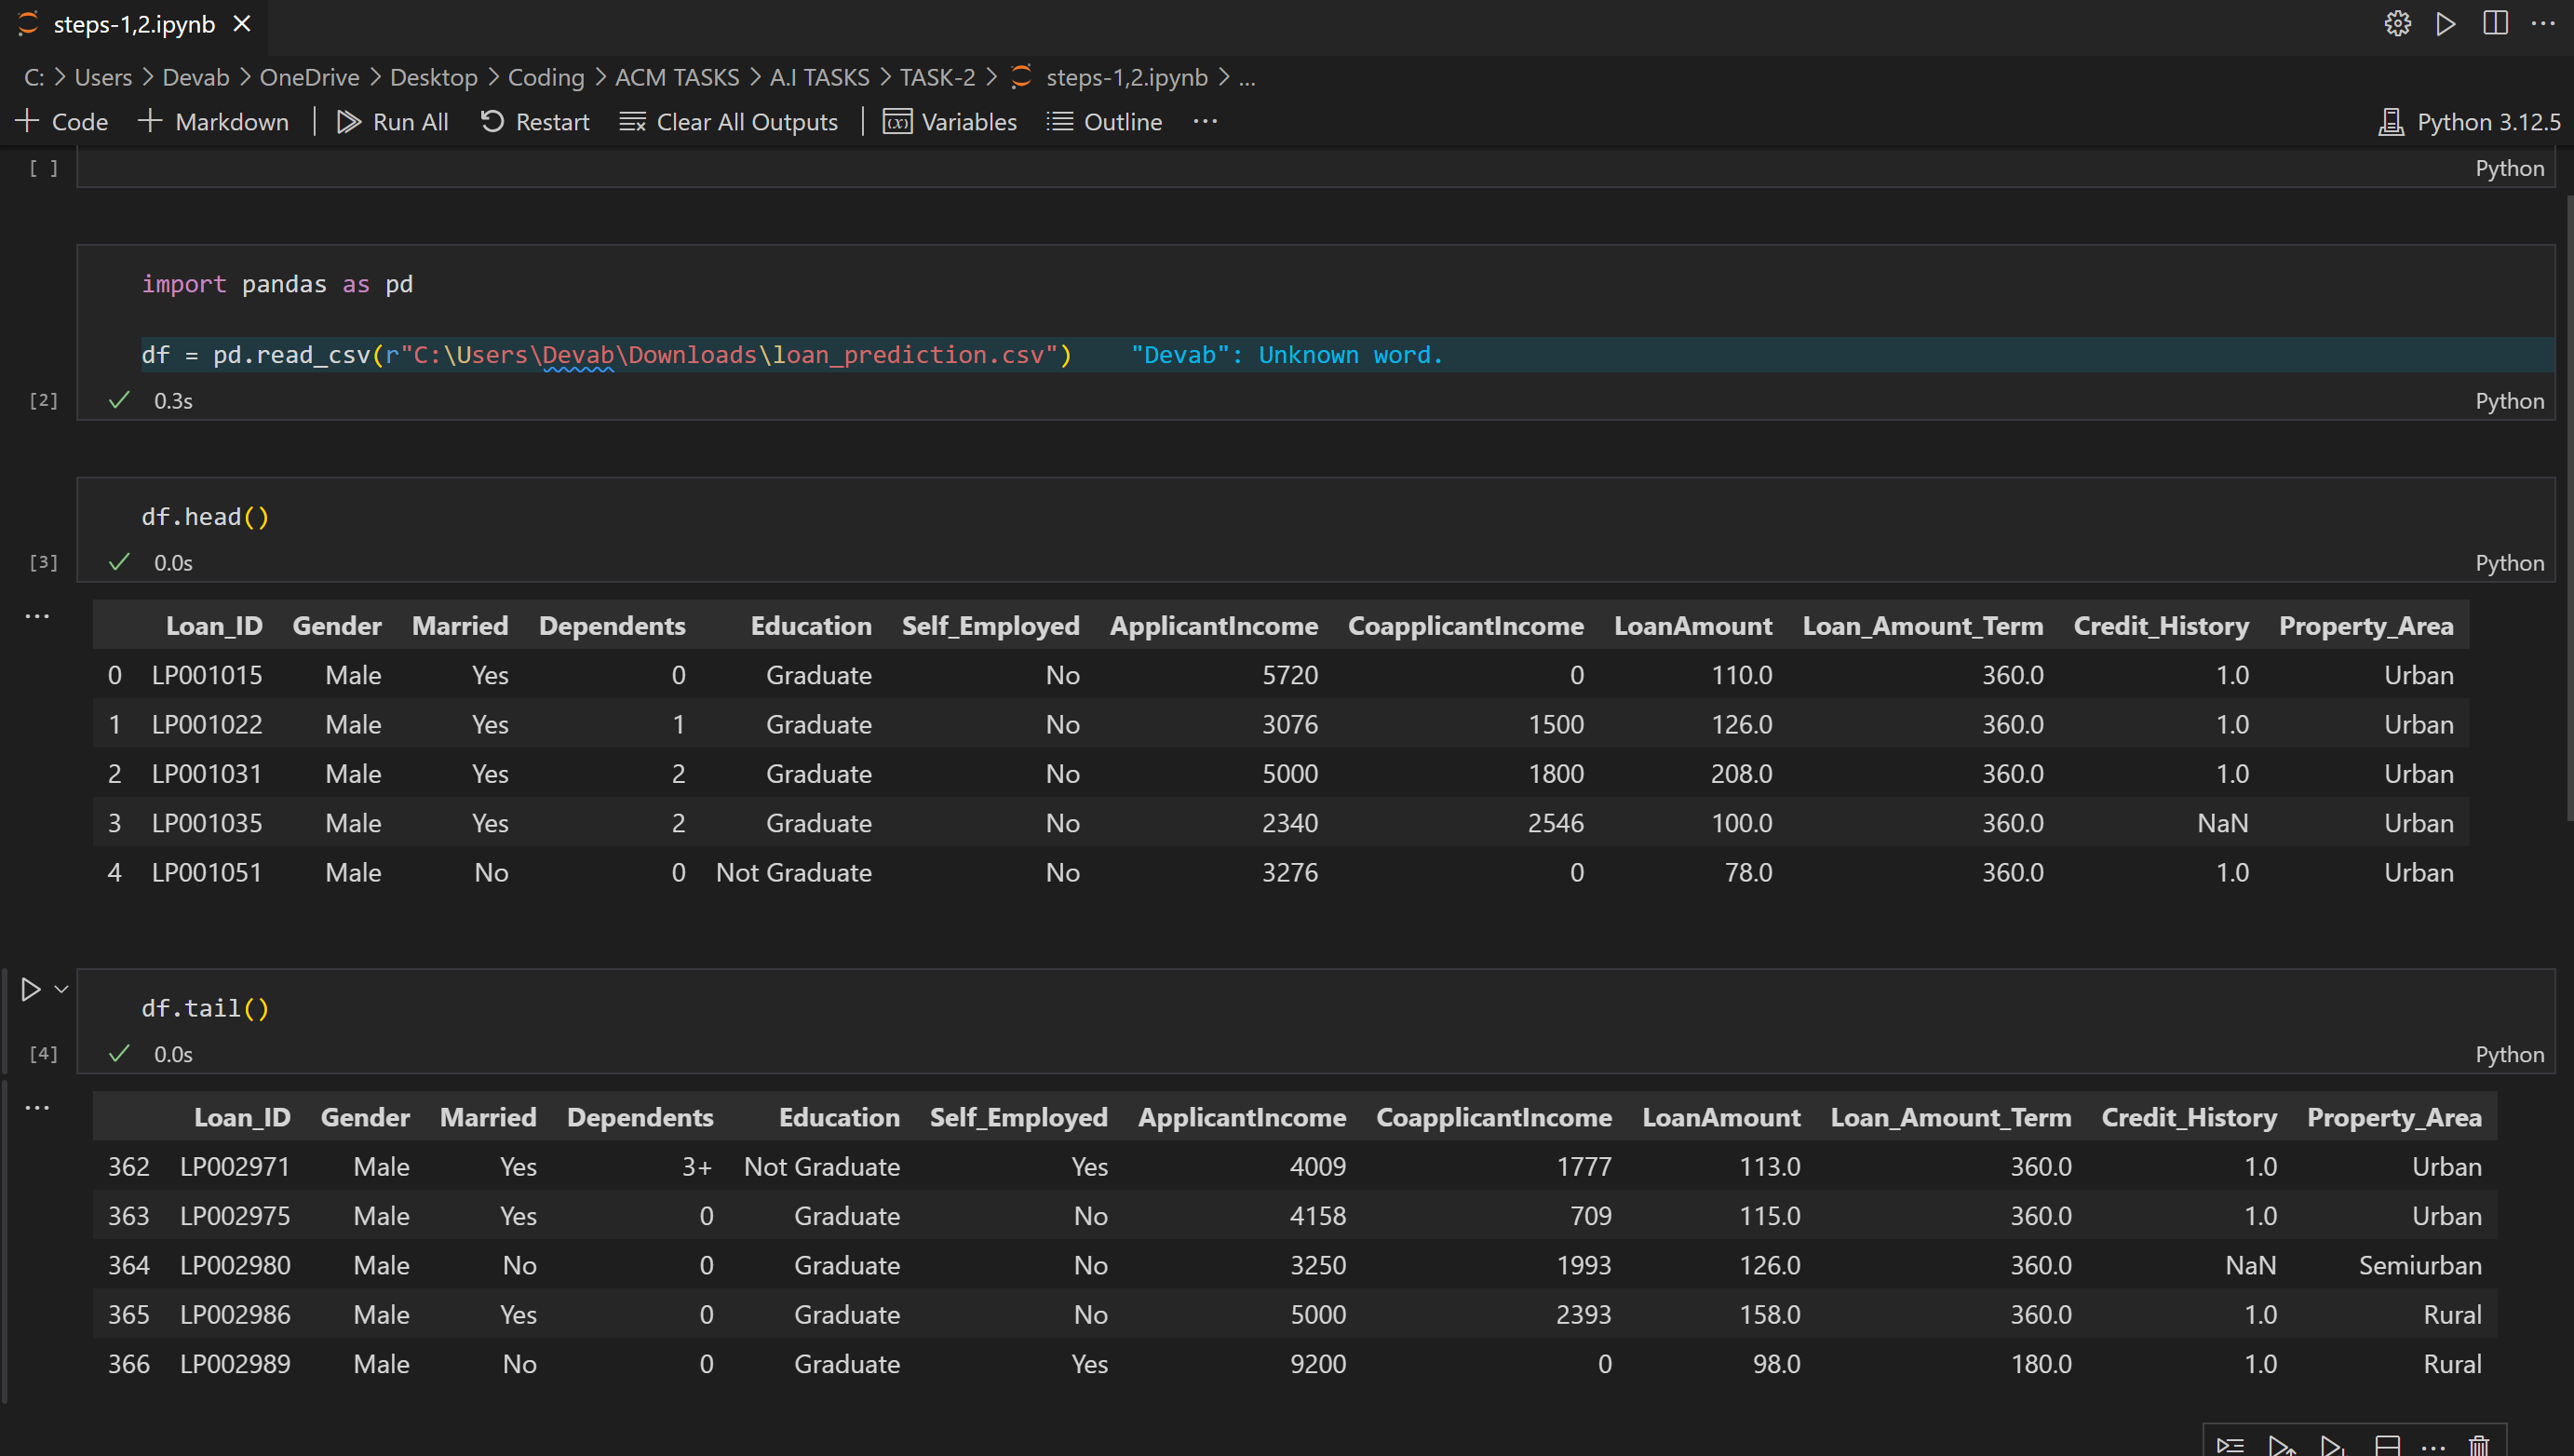 steps-1,2.ipynb
C: > Users > Devab > OneDrive > Desktop > Coding > ACM TASKS > A.I TASKS > TASK-2 > steps-1,2.ipynb > ...
+ Code + Markdown | Run All Restart Clear All Outputs | Variables Outline ... Python 3.12.5
[ ] Python
import pandas as pd
df = pd.read_csv(r"C:\Users\Devab\Downloads\loan_prediction.csv") "Devab": Unknown word.
[2] ✓ 0.3s Python
df.head()
[3] ✓ 0.0s Python
... Loan_ID Gender Married Dependents Education Self_Employed ApplicantIncome CoapplicantIncome LoanAmount Loan_Amount_Term Credit_History Property_Area
0 LP001015 Male Yes 0 Graduate No 5720 0 110.0 360.0 1.0 Urban
1 LP001022 Male Yes 1 Graduate No 3076 1500 126.0 360.0 1.0 Urban
2 LP001031 Male Yes 2 Graduate No 5000 1800 208.0 360.0 1.0 Urban
3 LP001035 Male Yes 2 Graduate No 2340 2546 100.0 360.0 NaN Urban
4 LP001051 Male No 0 Not Graduate No 3276 0 78.0 360.0 1.0 Urban
df.tail()
[4] ✓ 0.0s Python
... Loan_ID Gender Married Dependents Education Self_Employed ApplicantIncome CoapplicantIncome LoanAmount Loan_Amount_Term Credit_History Property_Area
362 LP002971 Male Yes 3+ Not Graduate Yes 4009 1777 113.0 360.0 1.0 Urban
363 LP002975 Male Yes 0 Graduate No 4158 709 115.0 360.0 1.0 Urban
364 LP002980 Male No 0 Graduate No 3250 1993 126.0 360.0 NaN Semiurban
365 LP002986 Male Yes 0 Graduate No 5000 2393 158.0 360.0 1.0 Rural
366 LP002989 Male No 0 Graduate Yes 9200 0 98.0 180.0 1.0 Rural